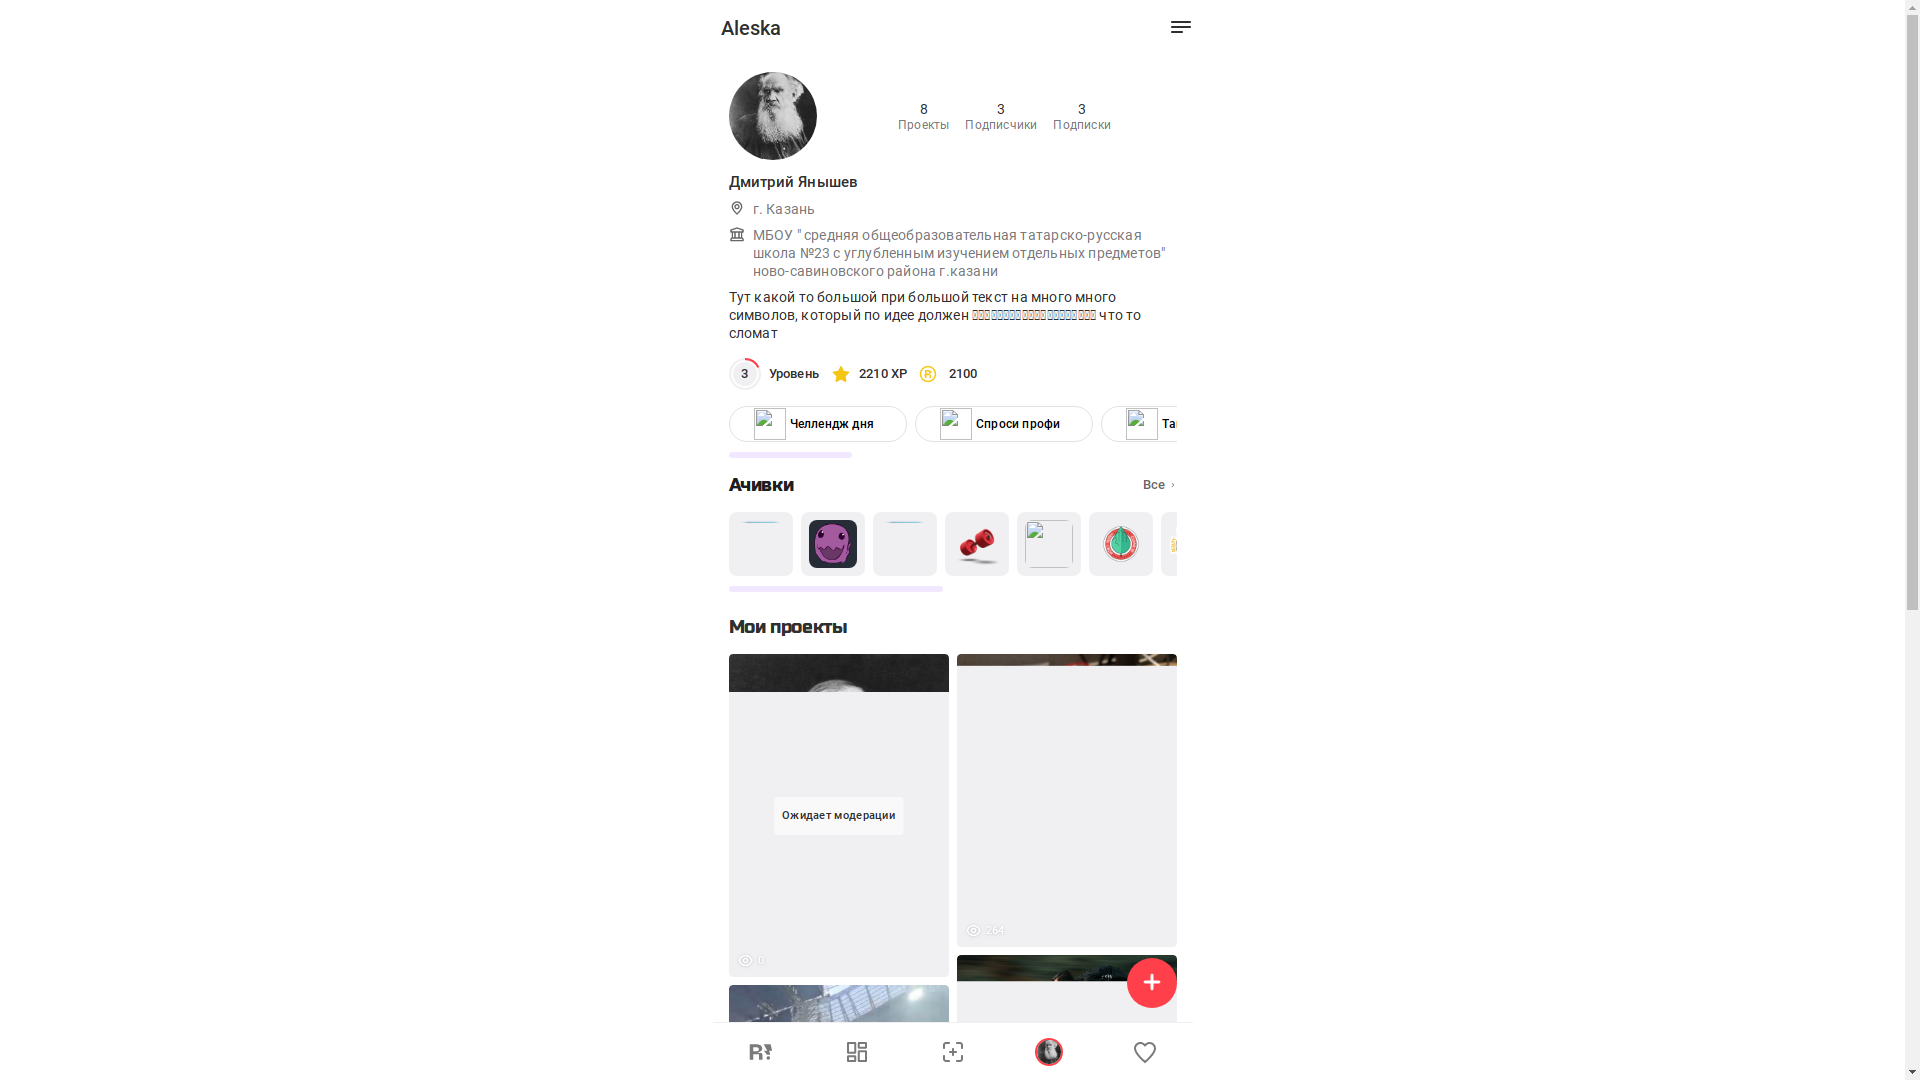 Aleska
8
Проекты
3
Подписчики
3
Подписки
Дмитрий Янышев
г. Казань
МБОУ "средняя общеобразовательная татарско-русская
школа №23 с углубленным изучением отдельных предметов"
ново-савиновского района г.казани
Тут какой то большой при большой текст на много много
символов, который по идее должен что то
сломат
3 Уровень 2210 XP 2100
Челлендж дня
Спроси профи
Ачивки
Все
Мои проекты
Ожидает модерации
264
0
R